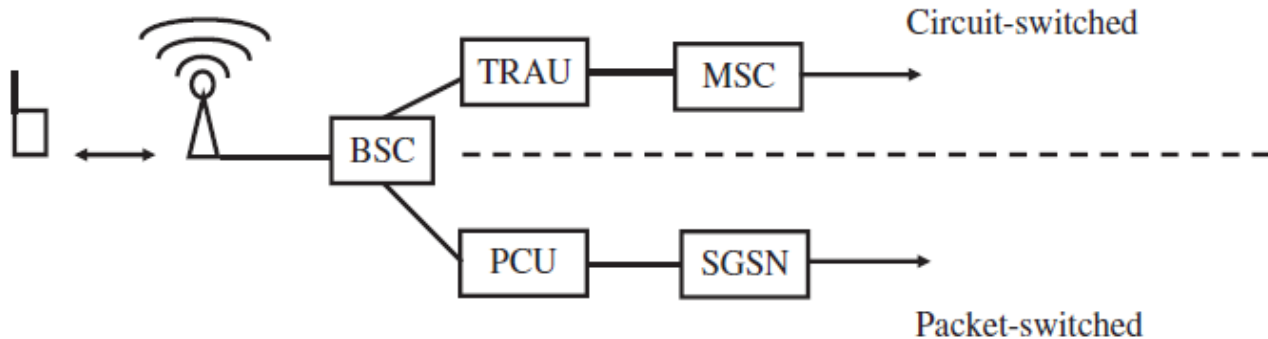 Circuit-switched
TRAU
MSC
BSC
PCU
SGSN
Packet-switched